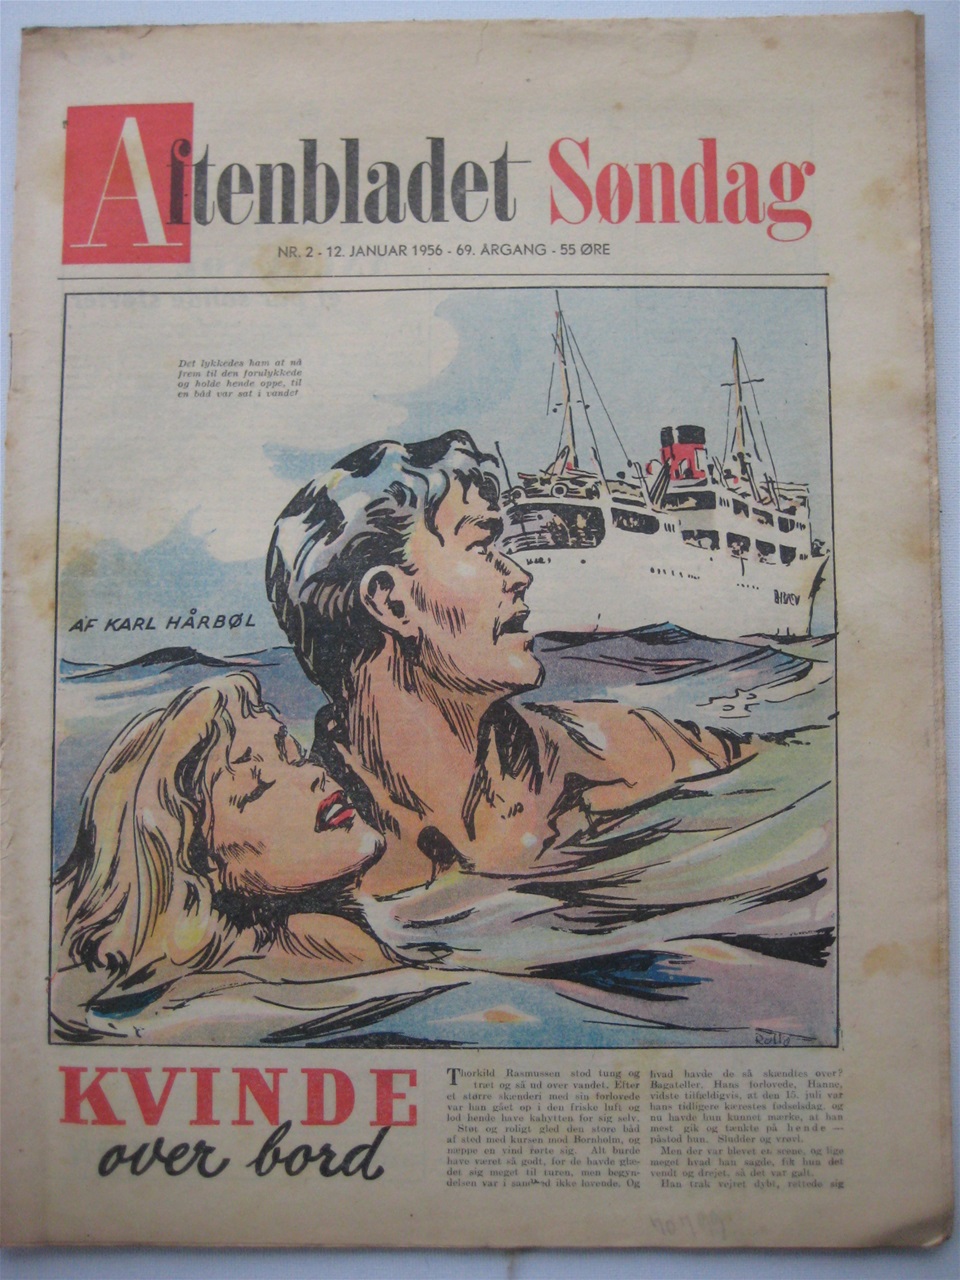 Aftenbladet Søndag
NR. 2 - 12. JANUAR 1956 - 69. ÅRGANG - 55 ØRE
Det lykkedes ham at nå
frem til den forulykkede
og holde hende oppe, til
en båd var sat i vandet
AF KARL HÅRBØL
KVINDE
over bord
Thorkild Rasmussen stod tung og
træt og så ud over vandet. Efter
et større skænderi med sin forlovede
var han gået op i den friske luft og
lod hende have kahytten for sig selv.
Støt og roligt gled den store båd
af sted med kursen mod Bornholm, og
næppe en vind rørte sig. Alt burde
have været så godt, for de havde glæ-
det sig meget til turen, men begyn-
delsen var i ikke lovende. Og
hvad havde de så skændtes over?
Bagateller. Hans forlovede, Hanne,
vidste tilfældigvis, at den 15. juli var
hans tidligere kærestes fødselsdag, og
nu havde hun kunnet mærke, at han
mest gik og tænkte på hende —
påstod hun. Sludder og vrøvl.
Men der var blevet en scene, og lige
meget hvad han sagde, fik hun det
vendt og drejet, så det var galt.
Han trak vejret dybt, rettede sig